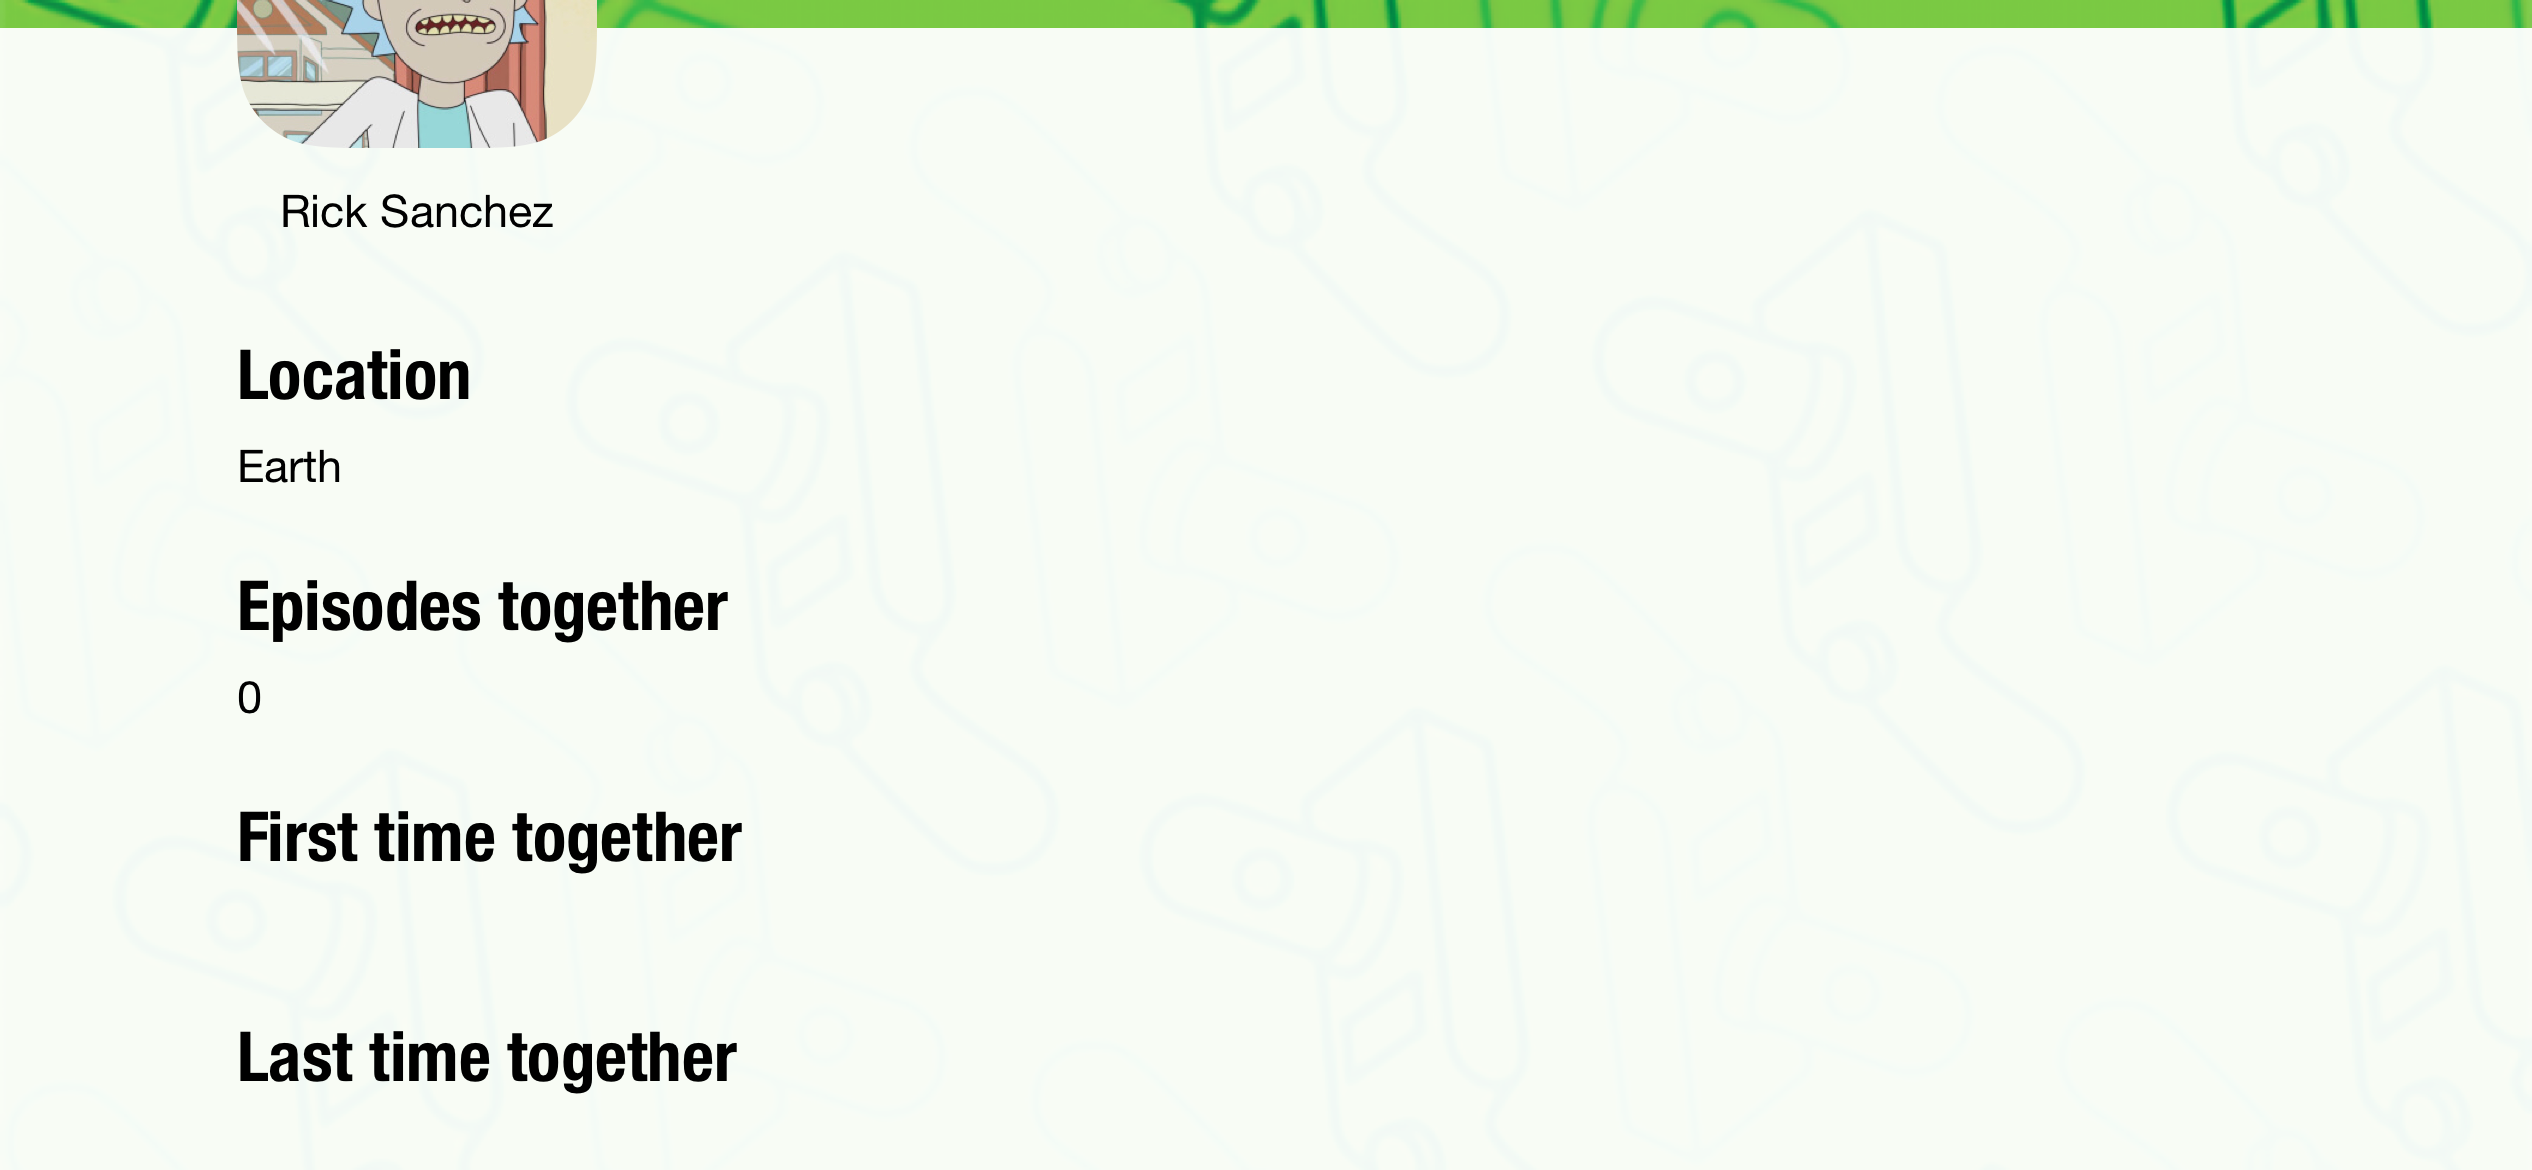 Rick Sanchez
Location
Earth
Episodes together
0
First time together
Last time together